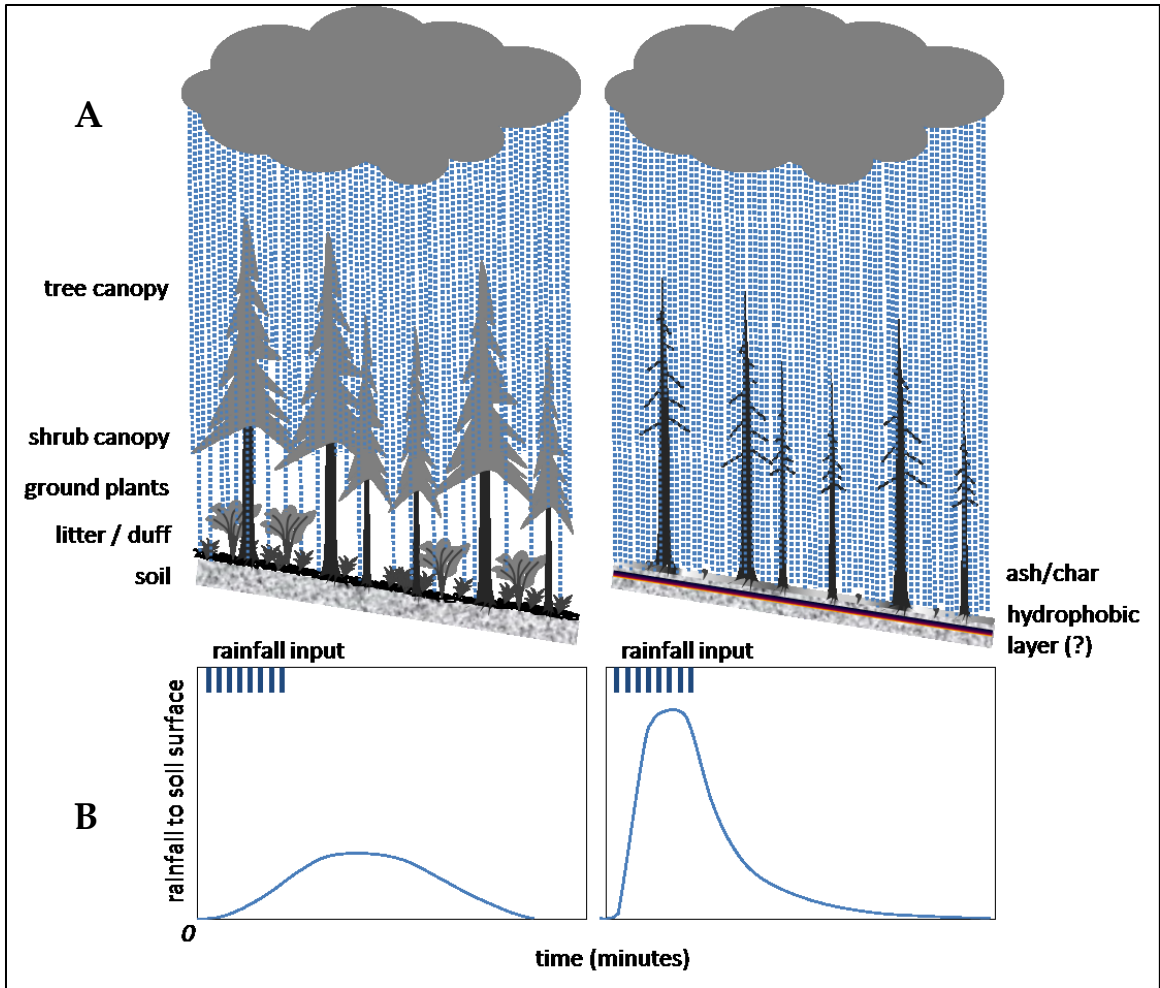 A
tree canopy
shrub canopy
ground plants
litter / duff
soil
ash/char
hydrophobic
layer (?)
rainfall input
rainfall input
rainfall to soil surface
B
0
time (minutes)